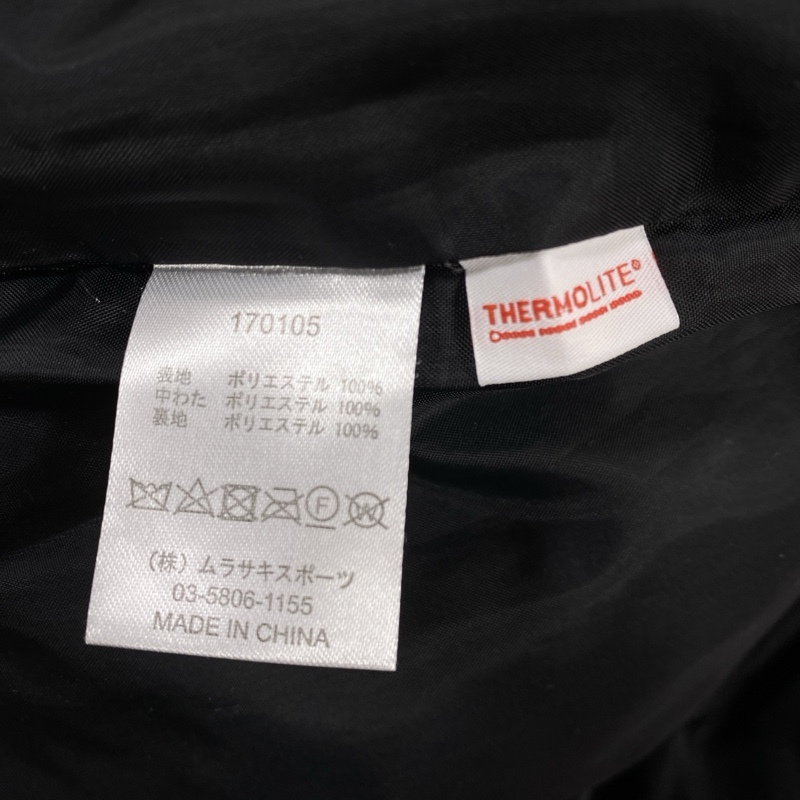 170105
表地 ポリエステル 100%
中わた ポリエステル 100%
裏地 ポリエステル 100%
F W
(株) ムラサキスポーツ
03-5806-1155
MADE IN CHINA
THERMOLITE®